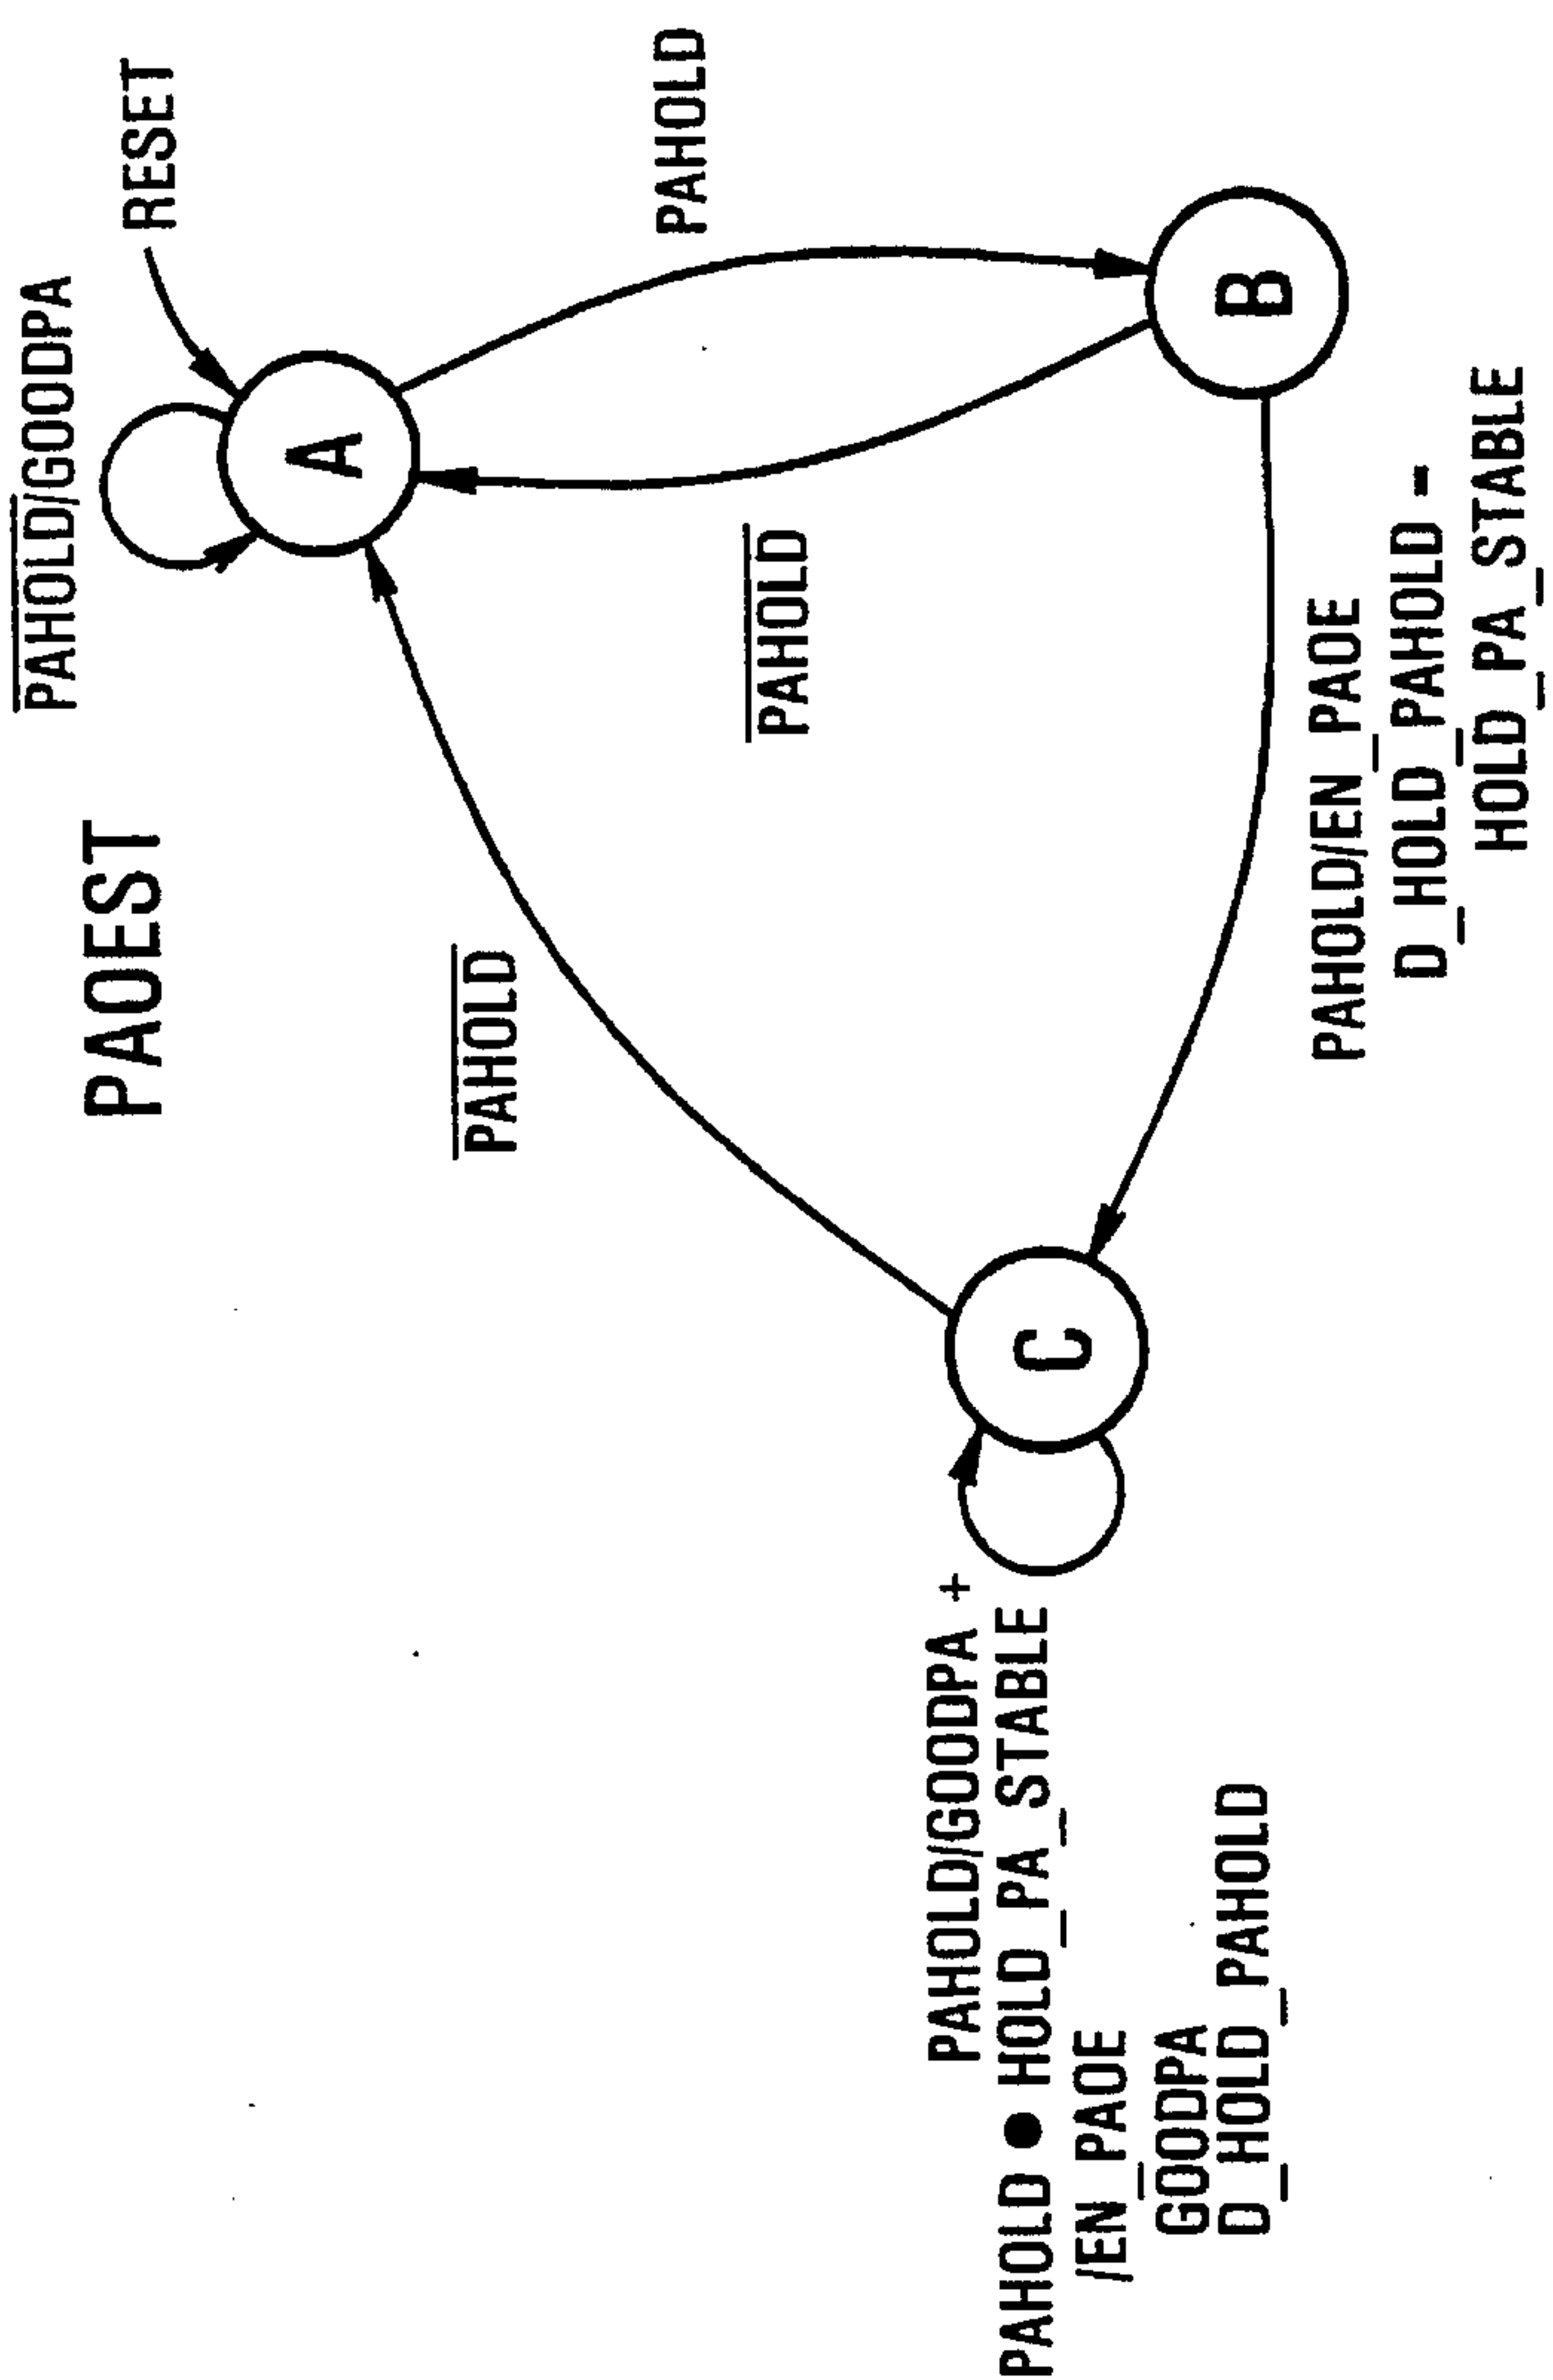 PAHOLD/GOODPA
PAOEST
RESET
A
PAHOLD
PAHOLD
PAHOLD
PAHOLD/GOODPA +
PAHOLD ● HOLD_PA_STABLE
/EN_PAOE
GOODPA
D_HOLD_PAHOLD
C
B
PAHOLD/EN_PAOE
D_HOLD_PAHOLD -
HOLD_PA_STABLE